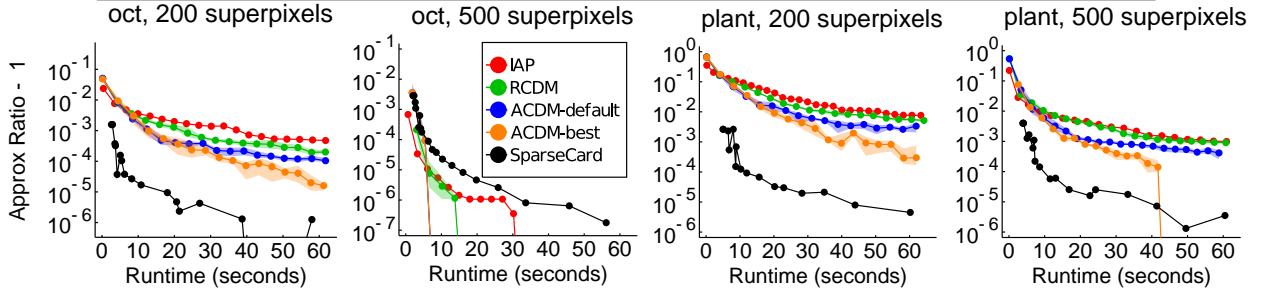 oct, 200 superpixels
oct, 500 superpixels
plant, 200 superpixels
plant, 500 superpixels
Approx Ratio - 1
10^-1
10^-2
10^-3
10^-4
10^-5
10^-6
0 10 20 30 40 50 60
Runtime (seconds)
10^-1
10^-2
10^-3
10^-4
10^-5
10^-6
10^-7
IAP
RCDM
ACDM-default
ACDM-best
SparseCard
0 10 20 30 40 50 60
Runtime (seconds)
10^0
10^-1
10^-2
10^-3
10^-4
10^-5
10^-6
0 10 20 30 40 50 60
Runtime (seconds)
10^0
10^-1
10^-2
10^-3
10^-4
10^-5
10^-6
0 10 20 30 40 50 60
Runtime (seconds)